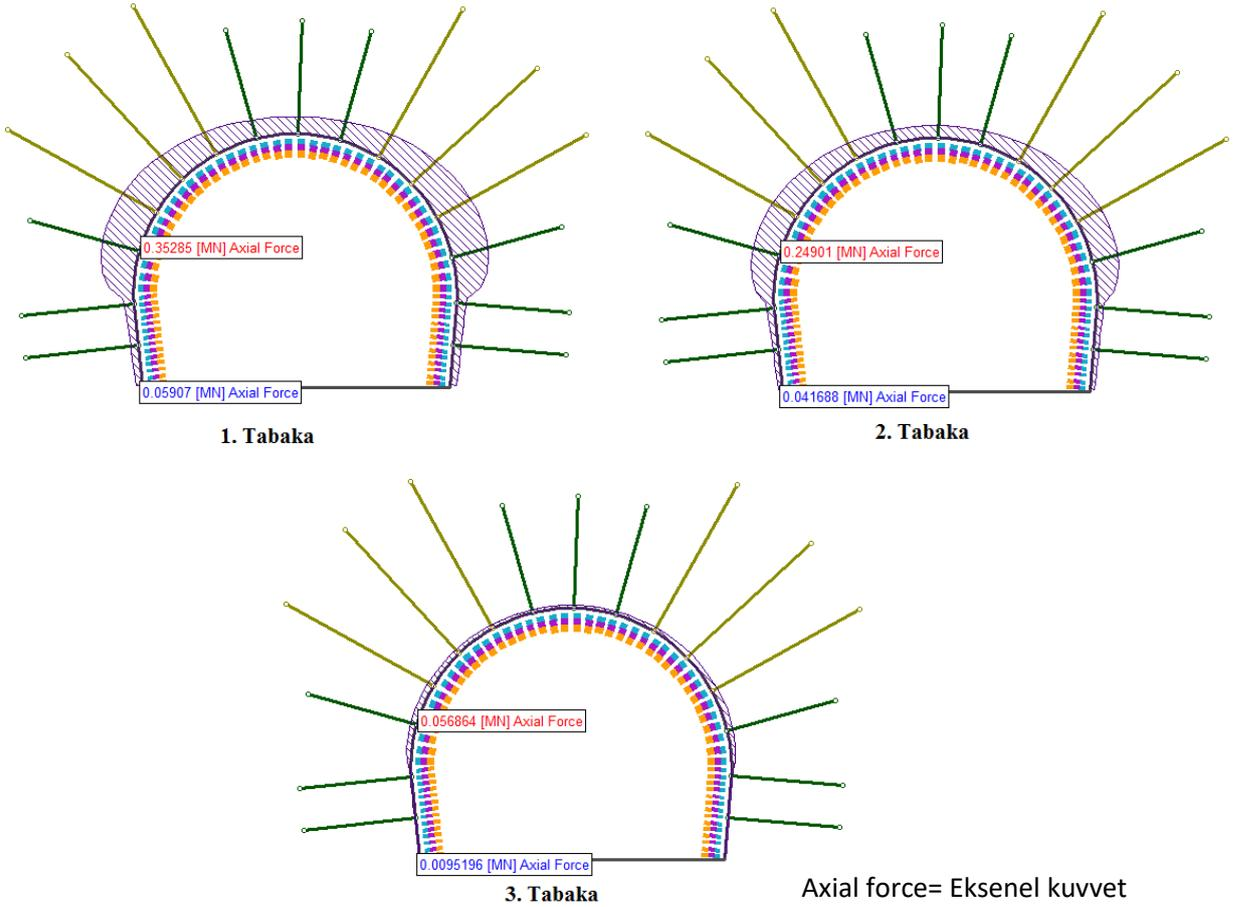 0.35285 [MN] Axial Force
0.05907 [MN] Axial Force
1. Tabaka
0.24901 [MN] Axial Force
0.041688 [MN] Axial Force
2. Tabaka
0.056864 [MN] Axial Force
0.0095196 [MN] Axial Force
3. Tabaka
Axial force= Eksenel kuvvet